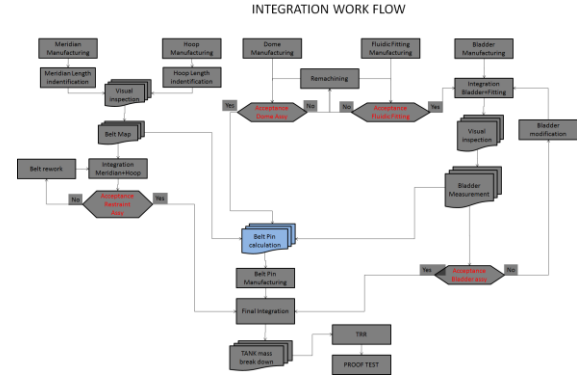 INTEGRATION WORK FLOW
Meridian
Manufacturing
Hoop
Manufacturing
Dome
Manufacturing
Fluidic Fitting
Manufacturing
Bladder
Manufacturing
Meridian Length
indentification
Hoop Length
indentification
Remachining
Integration
Bladder+Fitting
Visual
inspection
Yes
Acceptance
Dome Assy
No
No
Acceptance
Fluidic Fitting
Yes
Belt Map
Visual
inspection
Bladder
modification
Belt rework
Integration
Meridian+Hoop
Bladder
Measurement
No
Acceptance
Restraint
Assy
Yes
Belt Pin
calculation
Belt Pin
Manufacturing
Yes
Acceptance
Bladder assy
No
Final Integration
TANK mass
break down
TRB
PROOF TEST